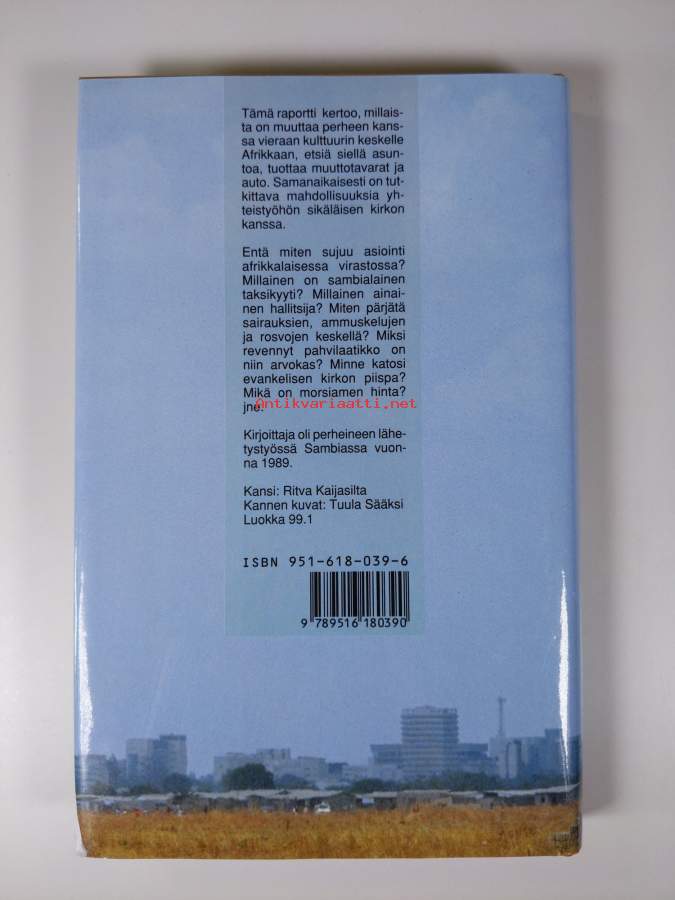 Tämä raportti kertoo, millais-
ta on muuttaa perheen kans-
sa vieraan kulttuurin keskelle
Afrikkaan, etsiä siellä asun-
toa, tuottaa muuttotavarat ja
auto. Samanaikaisesti on tut-
kittava mahdollisuuksia yh-
teistyöhön sikäläisen kirkon
kanssa.
Entä miten sujuu asiointi
afrikkalaisessa virastossa?
Millainen on sambialainen
taksikyyti? Millainen ainai-
nen hallitsija? Miten pärjätä
sairauksien, ammuskelujen
ja rosvojen keskellä? Miksi
revennyt pahvilaatikko on
niin arvokas? Minne katosi
evankelisen kirkon piispa?
Mikä on morsiamen hinta?
Antikvariaatti.net
jne.
Kirjoittaja oli perheineen lähe-
tystyössä Sambiassa vuon-
na 1989.
Kansi: Ritva Kaijasilta
Kannen kuvat: Tuula Sääksi
Luokka 99.1
ISBN 951-618-039-6
9 789516 180390